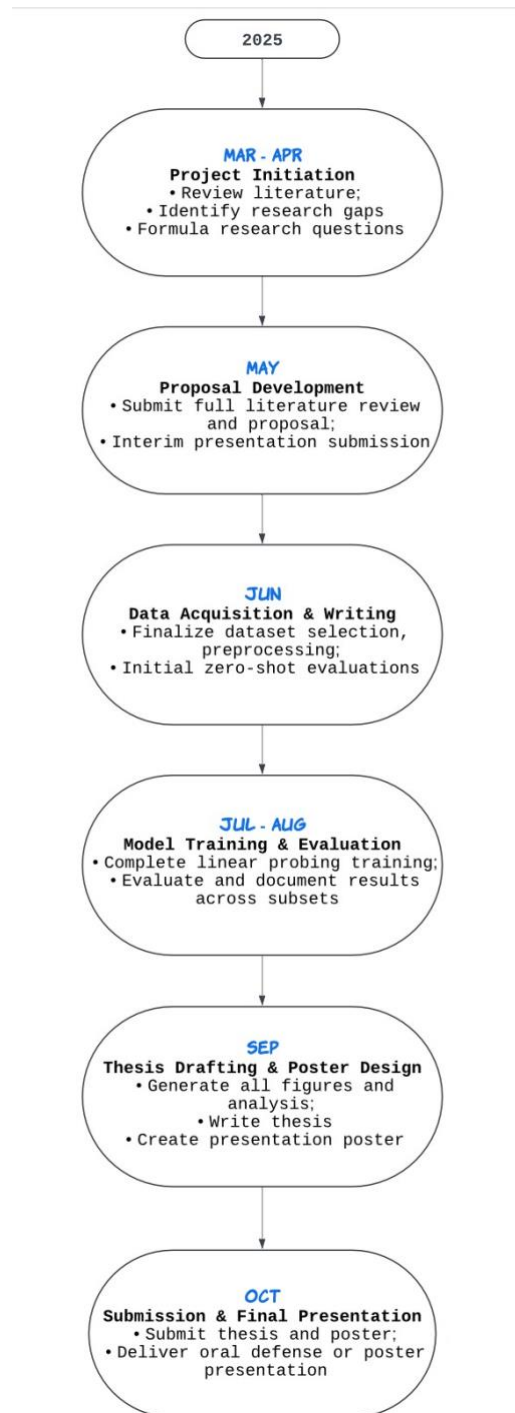 2025
MAR - APR
Project Initiation
• Review literature;
• Identify research gaps
• Formula research questions
MAY
Proposal Development
• Submit full literature review
and proposal;
• Interim presentation submission
JUN
Data Acquisition & Writing
• Finalize dataset selection,
preprocessing;
• Initial zero-shot evaluations
JUL - AUG
Model Training & Evaluation
• Complete linear probing training;
• Evaluate and document results
across subsets
SEP
Thesis Drafting & Poster Design
• Generate all figures and
analysis;
• Write thesis
• Create presentation poster
OCT
Submission & Final Presentation
• Submit thesis and poster;
• Deliver oral defense or poster
presentation